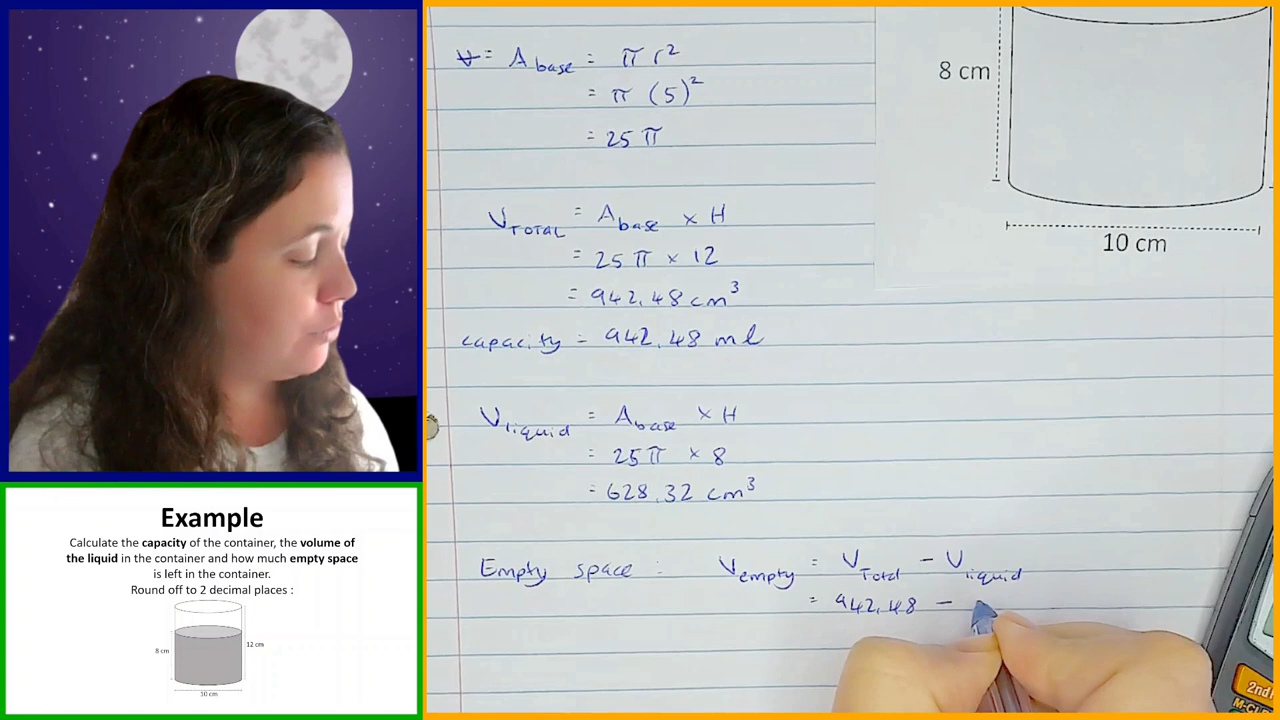 V = A base = π r²
= π (5)²
= 25 π
V TOTAL = A base × H
= 25 π × 12
= 942,48 cm³
capacity = 942,48 ml
V liquid = A base × H
= 25 π × 8
= 628,32 cm³
Empty space : V empty = V Total − V liquid
= 942,48 −
8 cm
10 cm
2nd
Example
Calculate the capacity of the container, the volume of
the liquid in the container and how much empty space
is left in the container.
Round off to 2 decimal places :
8 cm
12 cm
10 cm